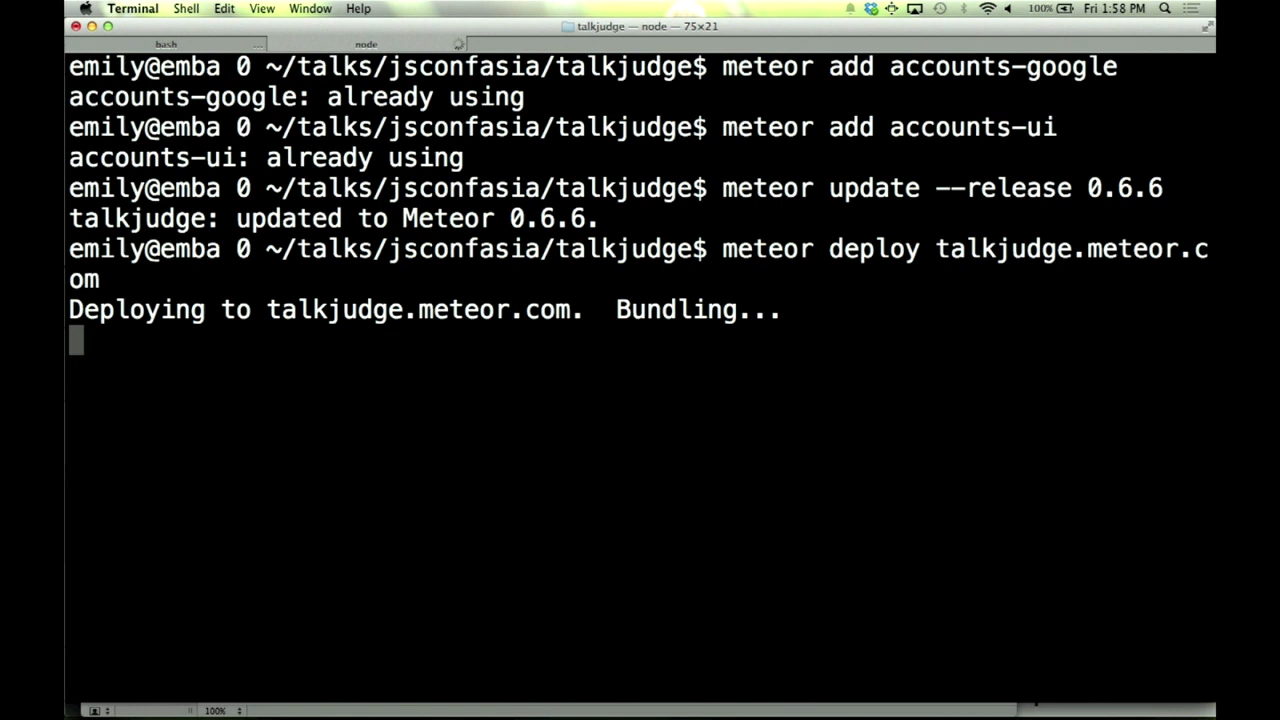 Terminal Shell Edit View Window Help 100% Fri 1:58 PM
talkjudge — node — 75×21
bash ... node
emily@emba 0 ~/talks/jsconfasia/talkjudge$ meteor add accounts-google
accounts-google: already using
emily@emba 0 ~/talks/jsconfasia/talkjudge$ meteor add accounts-ui
accounts-ui: already using
emily@emba 0 ~/talks/jsconfasia/talkjudge$ meteor update --release 0.6.6
talkjudge: updated to Meteor 0.6.6.
emily@emba 0 ~/talks/jsconfasia/talkjudge$ meteor deploy talkjudge.meteor.c
om
Deploying to talkjudge.meteor.com.  Bundling...
100%